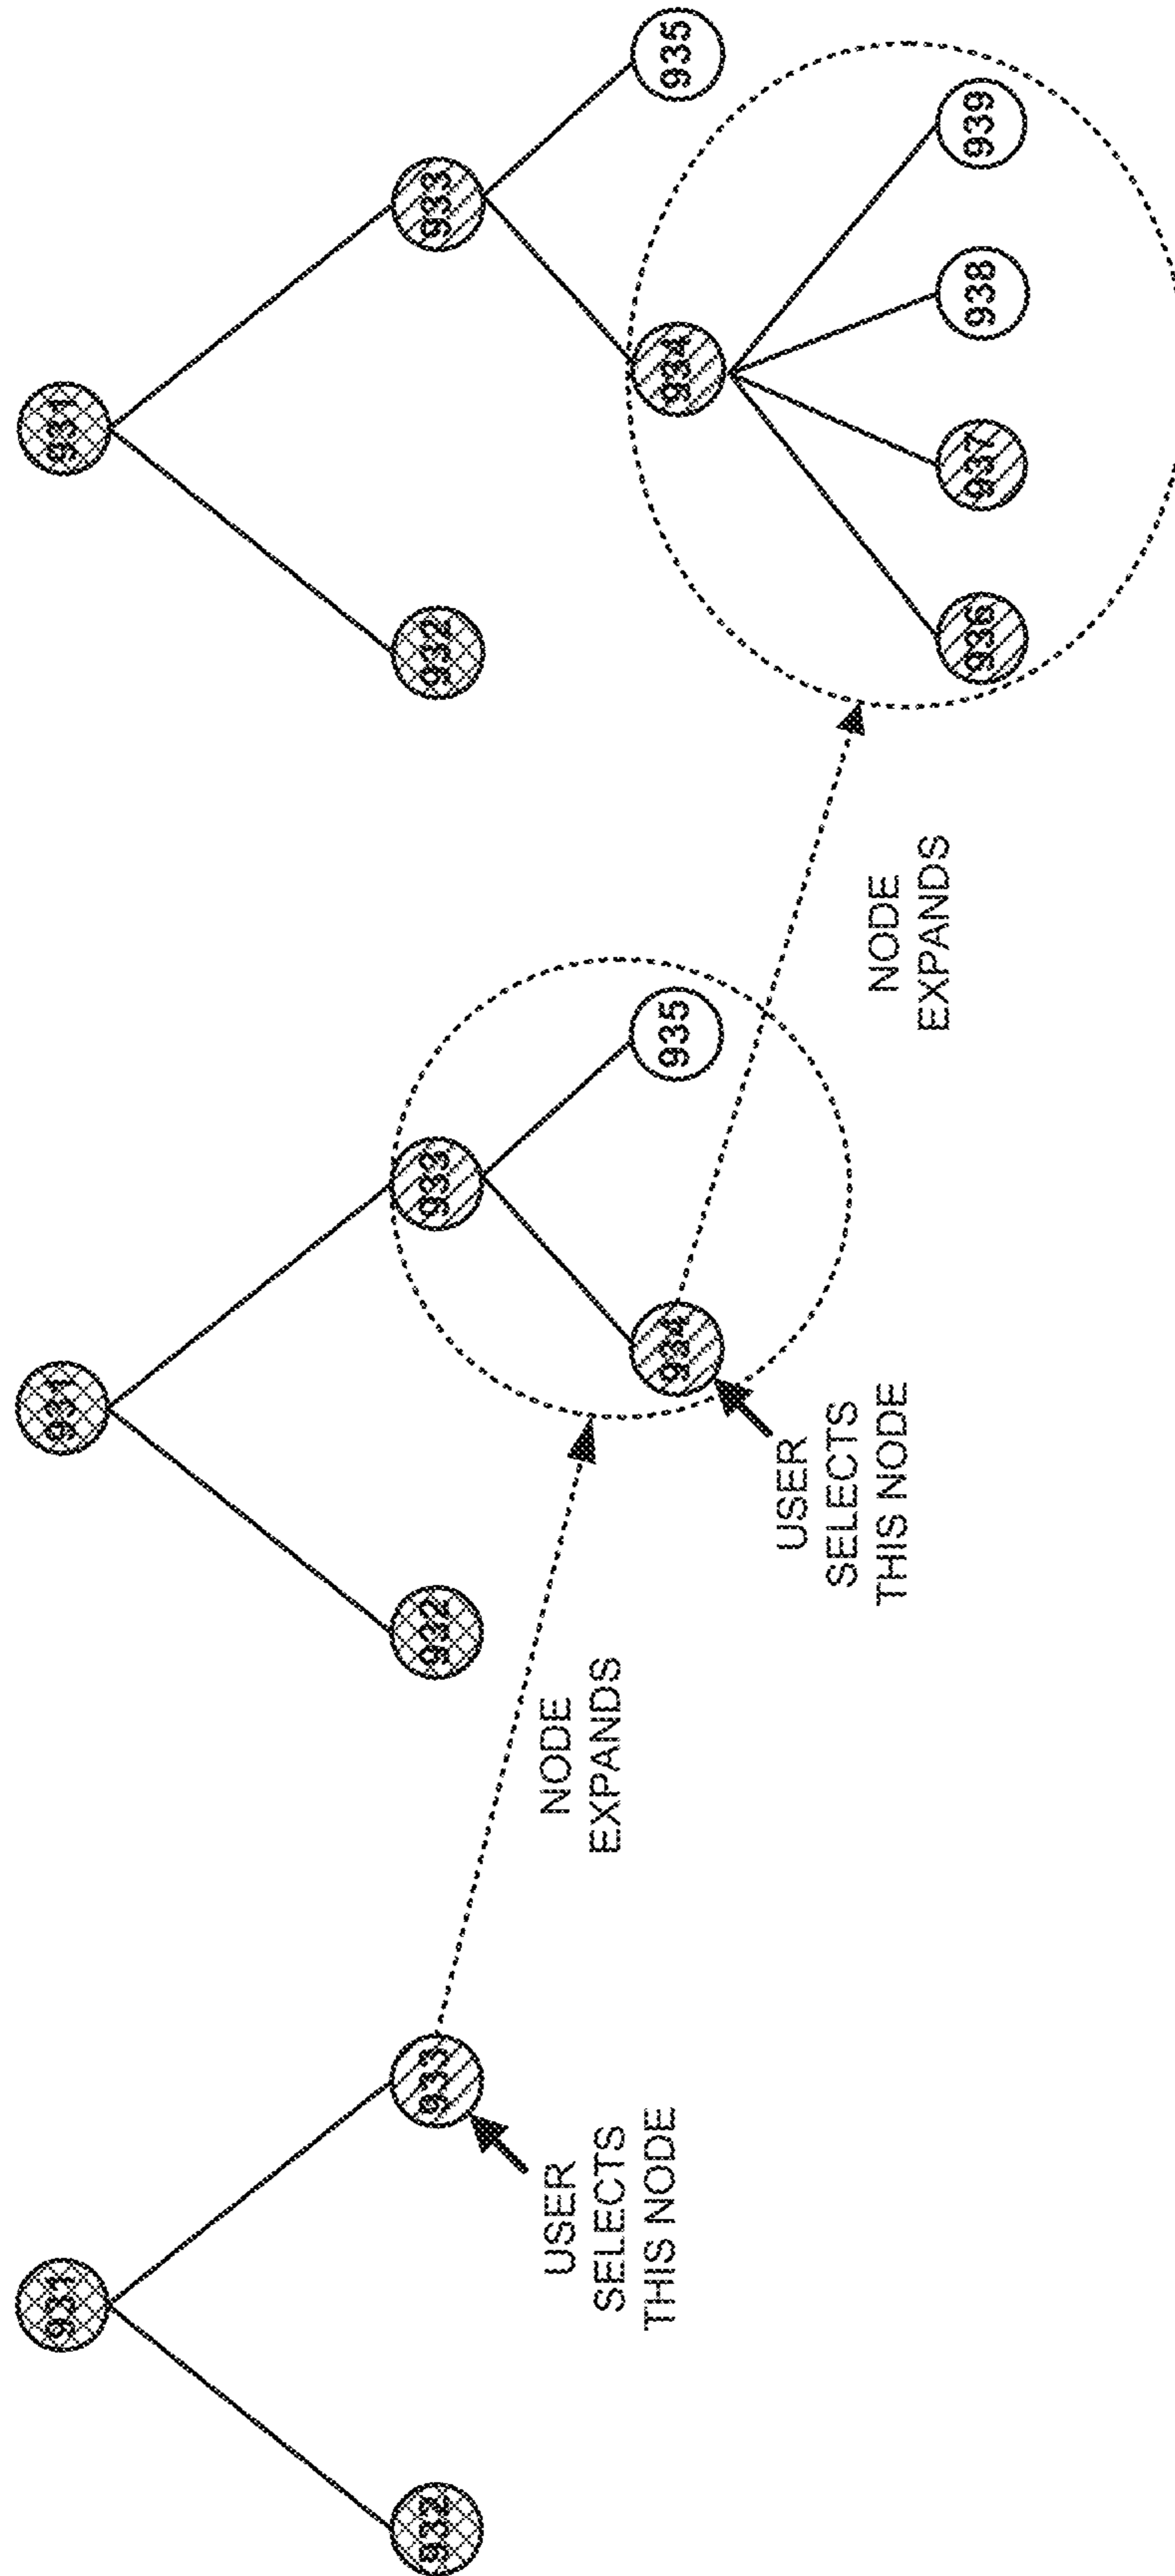 931
932
933
USER
SELECTS
THIS NODE
NODE
EXPANDS
931
932
933
934
935
USER
SELECTS
THIS NODE
NODE
EXPANDS
931
932
933
934
935
936
937
938
939